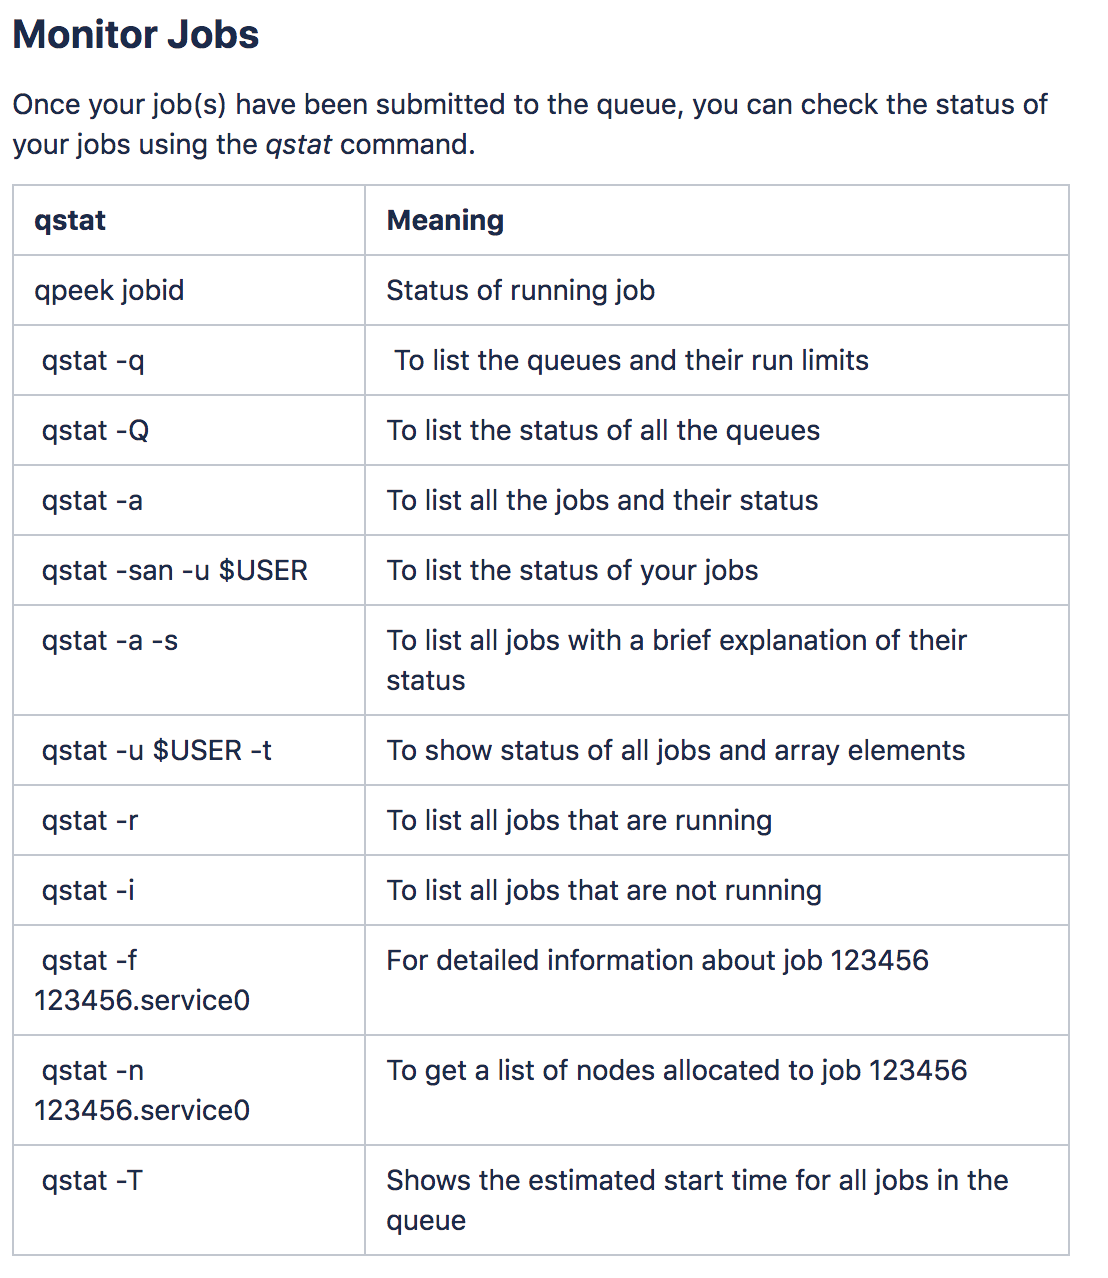 Monitor Jobs
Once your job(s) have been submitted to the queue, you can check the status of
your jobs using the qstat command.
qstat Meaning
qpeek jobid Status of running job
qstat -q To list the queues and their run limits
qstat -Q To list the status of all the queues
qstat -a To list all the jobs and their status
qstat -san -u $USER To list the status of your jobs
qstat -a -s To list all jobs with a brief explanation of their
status
qstat -u $USER -t To show status of all jobs and array elements
qstat -r To list all jobs that are running
qstat -i To list all jobs that are not running
qstat -f For detailed information about job 123456
123456.service0
qstat -n To get a list of nodes allocated to job 123456
123456.service0
qstat -T Shows the estimated start time for all jobs in the
queue